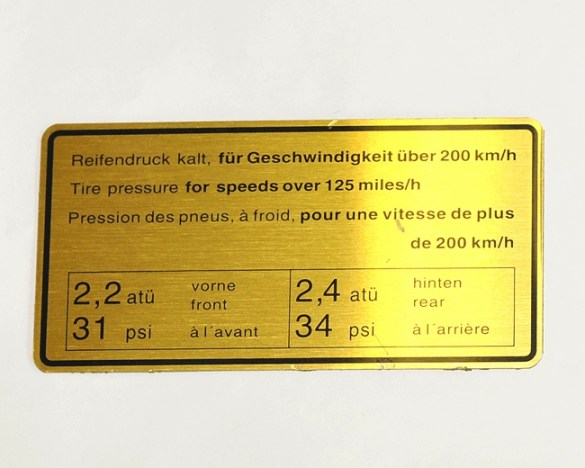 Reifendruck kalt, für Geschwindigkeit über 200 km/h
Tire pressure for speeds over 125 miles/h
Pression des pneus, à froid, pour une vitesse de plus
de 200 km/h
2,2 atü vorne
front
31 psi à l´avant
2,4 atü hinten
rear
34 psi à l´arrière